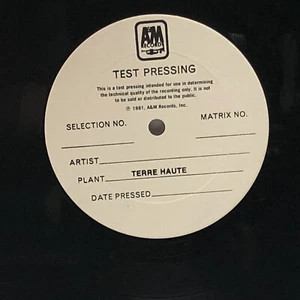 A&M
RECORDS
TEST PRESSING
This is a test pressing intended for use in determining
the technical quality of the recording only. It is not
to be sold or distributed to the public.
℗ 1981, A&M Records, Inc.
SELECTION NO. MATRIX NO.
ARTIST
PLANT TERRE HAUTE
DATE PRESSED